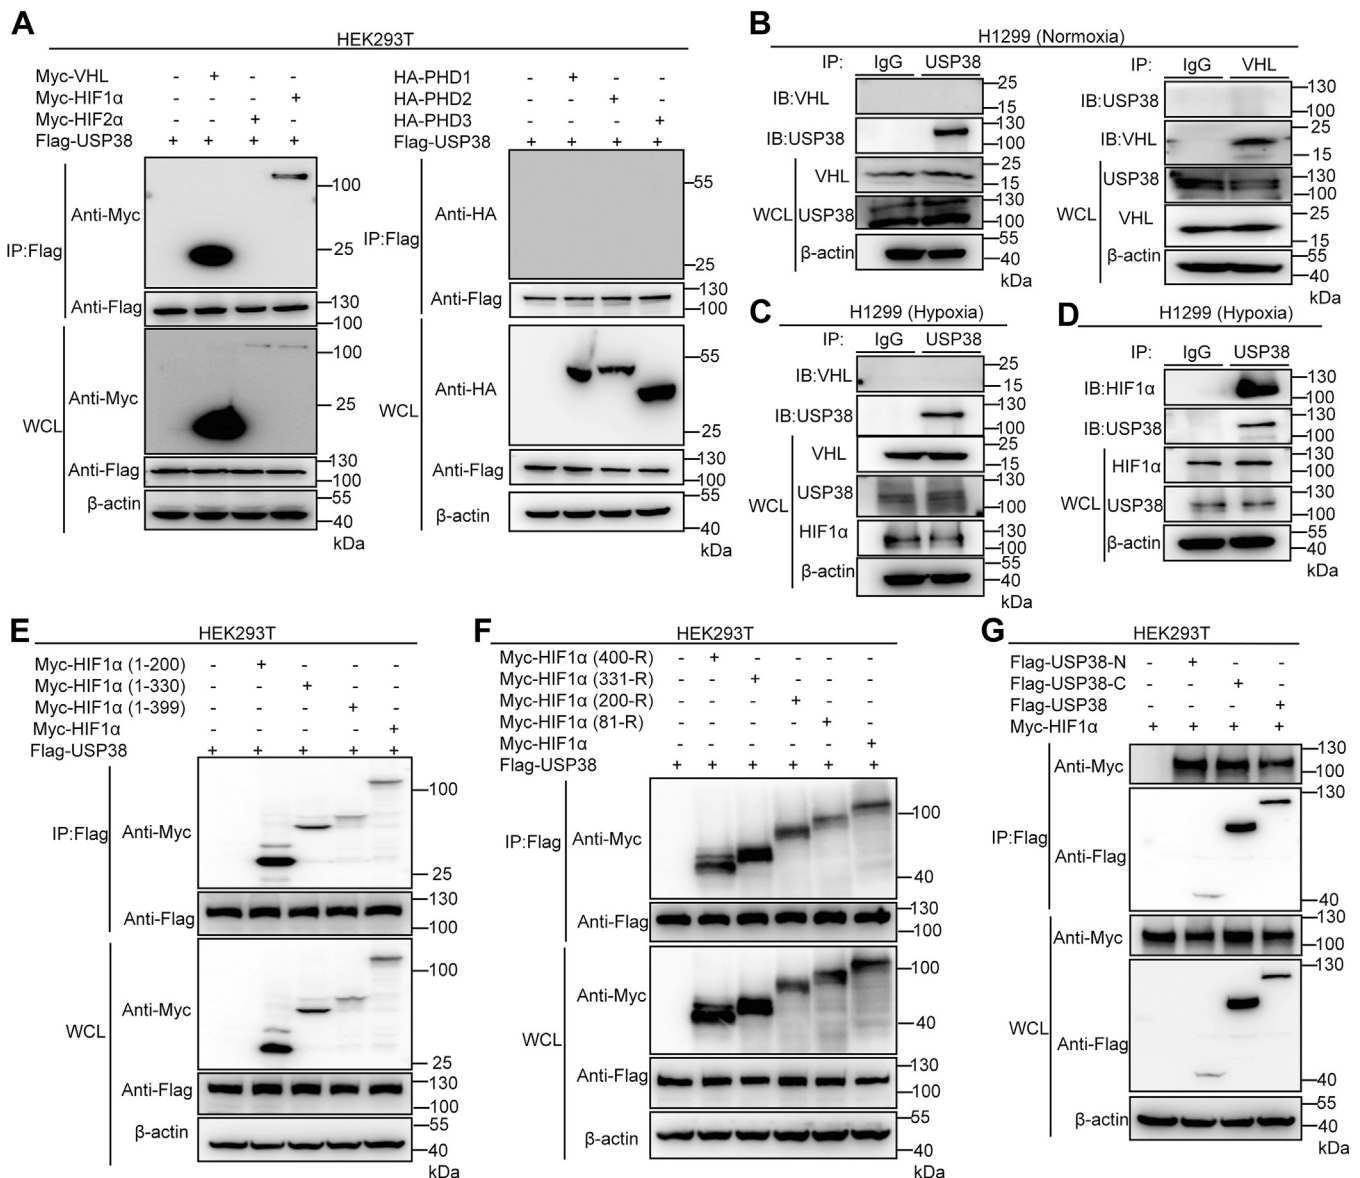 A
HEK293T
Myc-VHL - + - -
Myc-HIF1α - - - +
Myc-HIF2α - - + -
Flag-USP38 + + + +
HA-PHD1 - + - -
HA-PHD2 - - + -
HA-PHD3 - - - +
Flag-USP38 + + + +
IP:Flag
Anti-Myc
100
25
Anti-Flag
130
100
WCL
Anti-Myc
100
25
Anti-Flag
130
100
β-actin
55
40
kDa
IP:Flag
Anti-HA
55
25
Anti-Flag
130
100
WCL
Anti-HA
55
25
Anti-Flag
130
100
β-actin
55
40
kDa
B
H1299 (Normoxia)
IP: IgG USP38
IB:VHL
25
15
IB:USP38
130
100
WCL
VHL
25
15
USP38
130
100
β-actin
55
40
kDa
IP: IgG VHL
IB:USP38
130
100
IB:VHL
25
15
WCL
USP38
130
100
VHL
25
15
β-actin
55
40
kDa
C
H1299 (Hypoxia)
IP: IgG USP38
IB:VHL
25
15
IB:USP38
130
100
WCL
VHL
25
15
USP38
130
100
HIF1α
130
100
β-actin
55
40
kDa
D
H1299 (Hypoxia)
IP: IgG USP38
IB:HIF1α
130
100
IB:USP38
130
100
WCL
HIF1α
130
100
USP38
130
100
β-actin
55
40
kDa
E
HEK293T
Myc-HIF1α (1-200) - + - - -
Myc-HIF1α (1-330) - - + - -
Myc-HIF1α (1-399) - - - + -
Myc-HIF1α - - - - +
Flag-USP38 + + + + +
IP:Flag
Anti-Myc
100
25
Anti-Flag
130
100
WCL
Anti-Myc
100
25
Anti-Flag
130
100
β-actin
55
40
kDa
F
HEK293T
Myc-HIF1α (400-R) - + - - - -
Myc-HIF1α (331-R) - - + - - -
Myc-HIF1α (200-R) - - - + - -
Myc-HIF1α (81-R) - - - - + -
Myc-HIF1α - - - - - +
Flag-USP38 + + + + + +
IP:Flag
Anti-Myc
100
40
Anti-Flag
130
100
WCL
Anti-Myc
100
40
Anti-Flag
130
100
β-actin
55
40
kDa
G
HEK293T
Flag-USP38-N - + - -
Flag-USP38-C - - + -
Flag-USP38 - - - +
Myc-HIF1α + + + +
IP:Flag
Anti-Myc
130
100
Anti-Flag
130
40
WCL
Anti-Myc
130
100
Anti-Flag
130
40
β-actin
55
40
kDa